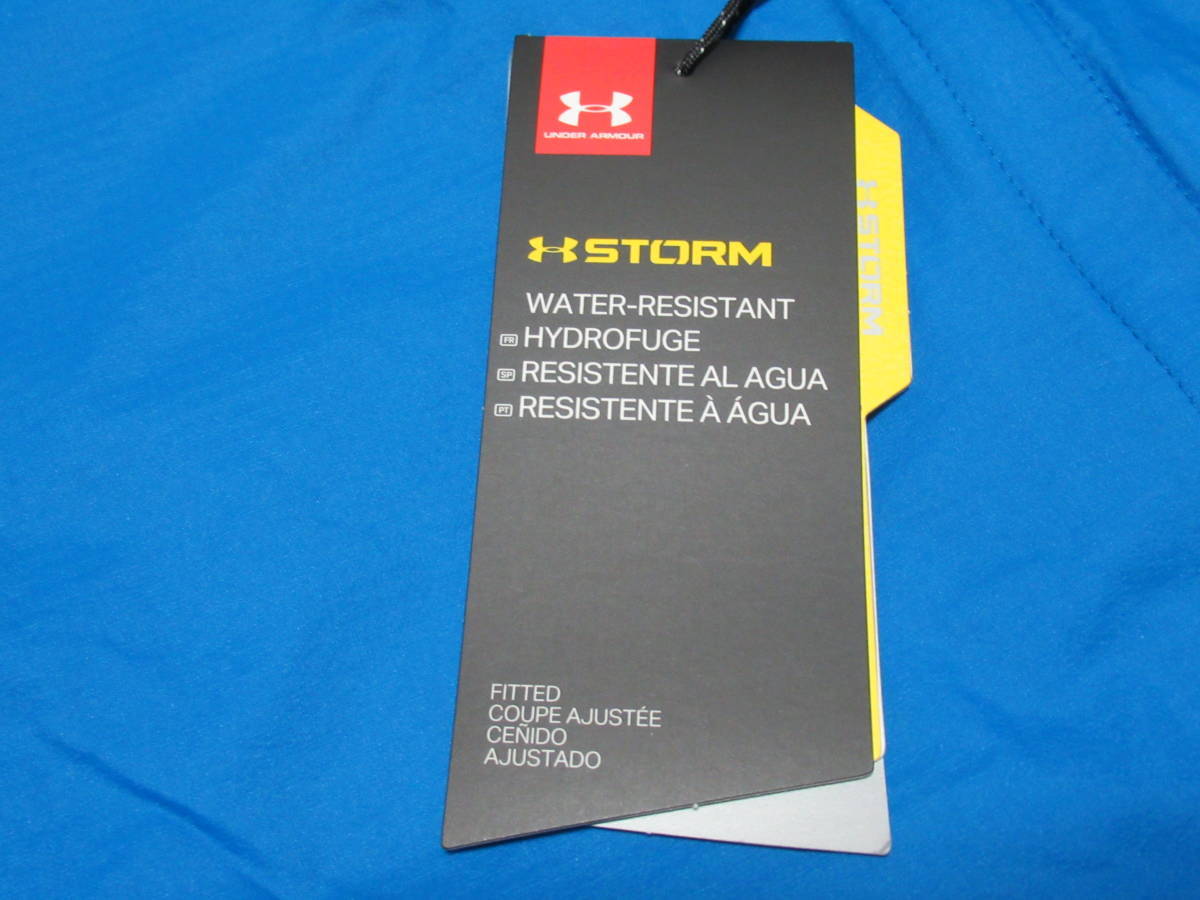 UNDER ARMOUR
STORM
WATER-RESISTANT
FR HYDROFUGE
SP RESISTENTE AL AGUA
PT RESISTENTE À ÁGUA
FITTED
COUPE AJUSTÉE
CEÑIDO
AJUSTADO
STORM